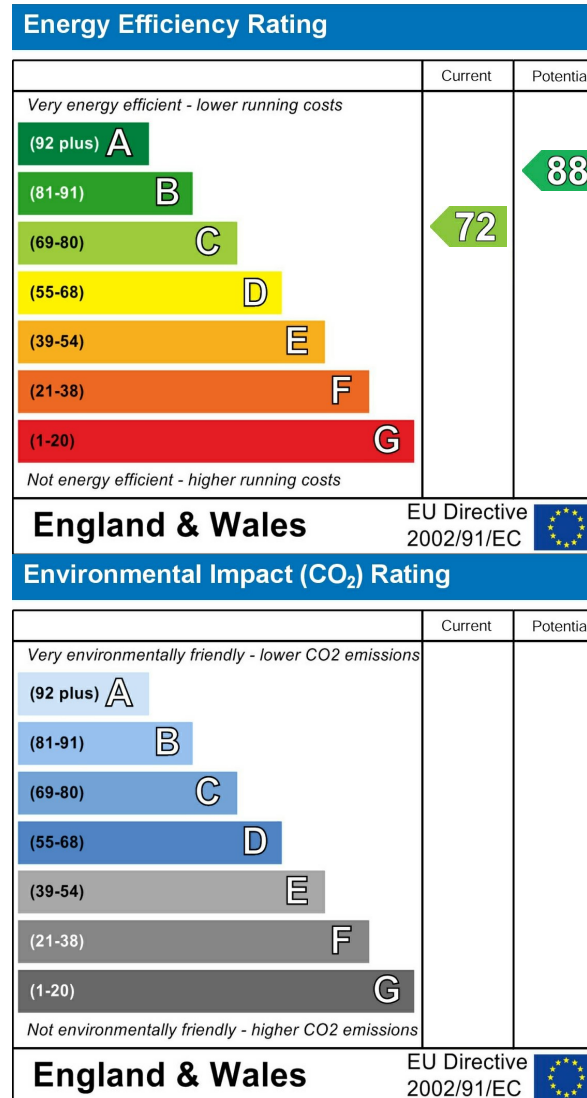 Energy Efficiency Rating
Current Potentia
Very energy efficient - lower running costs
(92 plus) A
(81-91) B
88
(69-80) C
72
(55-68) D
(39-54) E
(21-38) F
(1-20) G
Not energy efficient - higher running costs
England & Wales
EU Directive
2002/91/EC
Environmental Impact (CO₂) Rating
Current Potentia
Very environmentally friendly - lower CO2 emissions
(92 plus) A
(81-91) B
(69-80) C
(55-68) D
(39-54) E
(21-38) F
(1-20) G
Not environmentally friendly - higher CO2 emissions
England & Wales
EU Directive
2002/91/EC